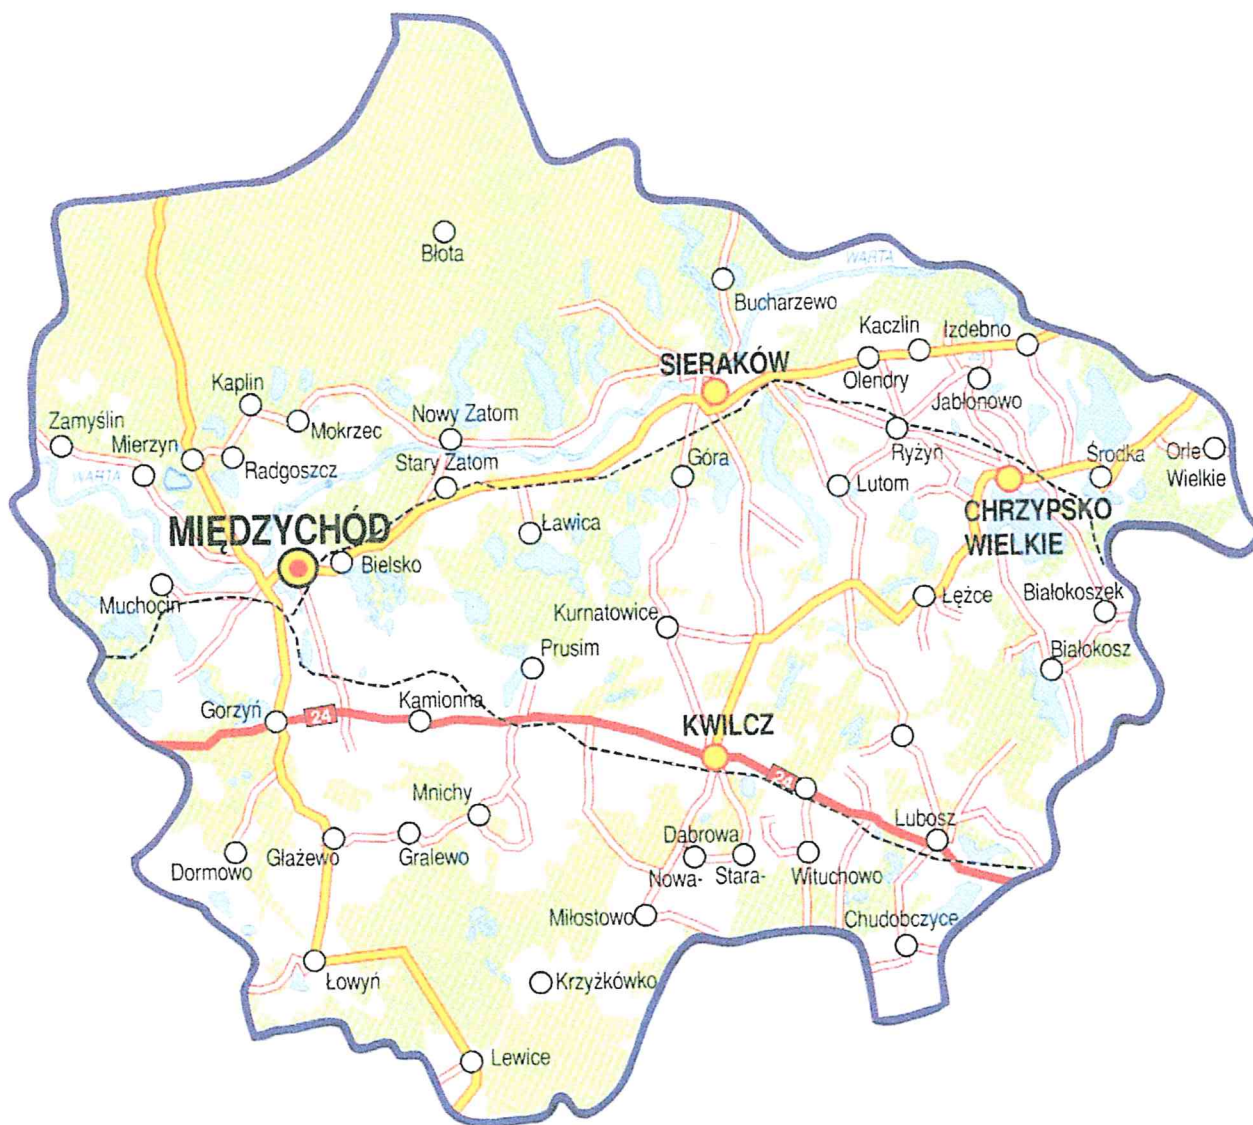 Błota
WARTA
Bucharzewo
Kaczlin
Izdebno
SIERAKÓW
Olendry
Jabłonowo
Kaplin
Mokrzec
Nowy Zatom
Zamyślin
Mierzyn
Radgoszcz
Stary Zatom
Góra
Ryżyn
Środka
Orle
Wielkie
WARTA
Lutom
CHRZYPSKO
WIELKIE
MIĘDZYCHÓD
Ławica
Bielsko
Muchocin
Kurnatowice
Łężce
Białokoszek
Prusim
Białokosz
Gorzyń
24
Kamionna
KWILCZ
24
Mnichy
Lubosz
Dormowo
Głażewo
Gralewo
Dąbrowa
Nowa-
Stara-
Wituchowo
Miłostowo
Chudobczyce
Łowyń
Krzyżkówko
Lewice